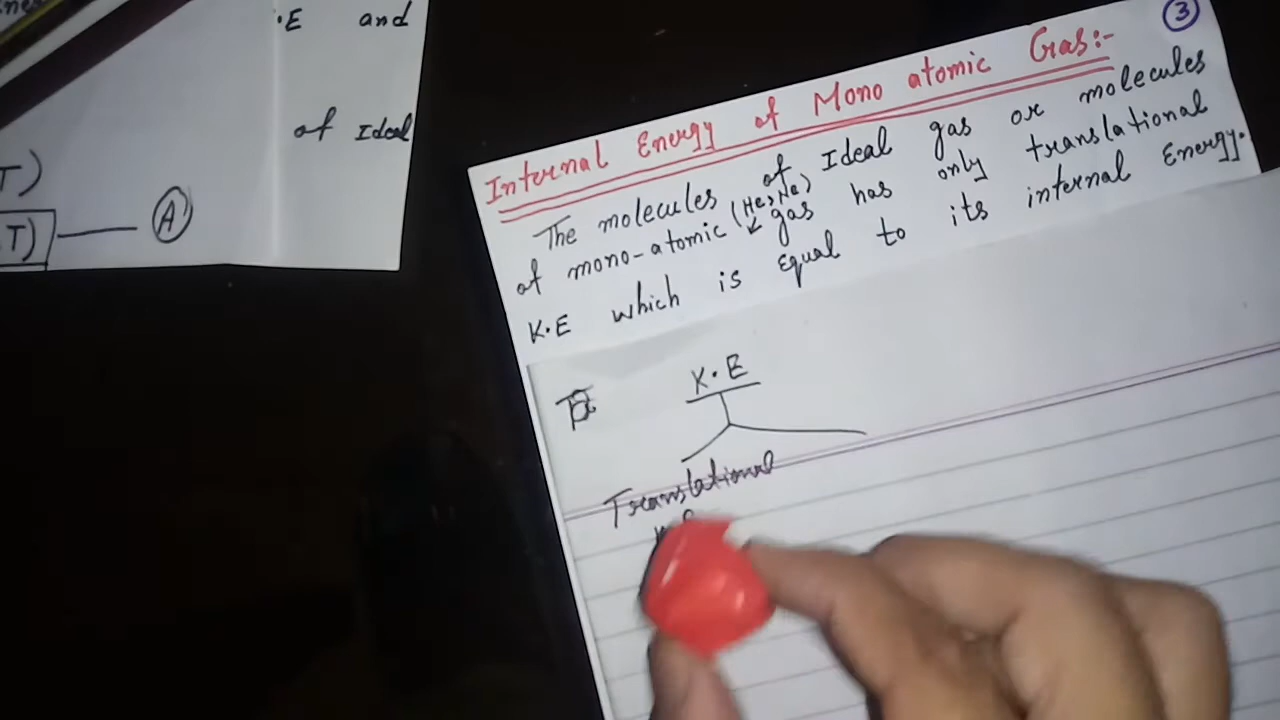 .E and
of Ideal
T)
T)
A
3
Internal Energy of Mono atomic Gas:-
The molecules of Ideal gas or molecules
of mono-atomic (He, Ne) gas has only translational
K.E which is equal to its internal Energy.
K.E
Translational